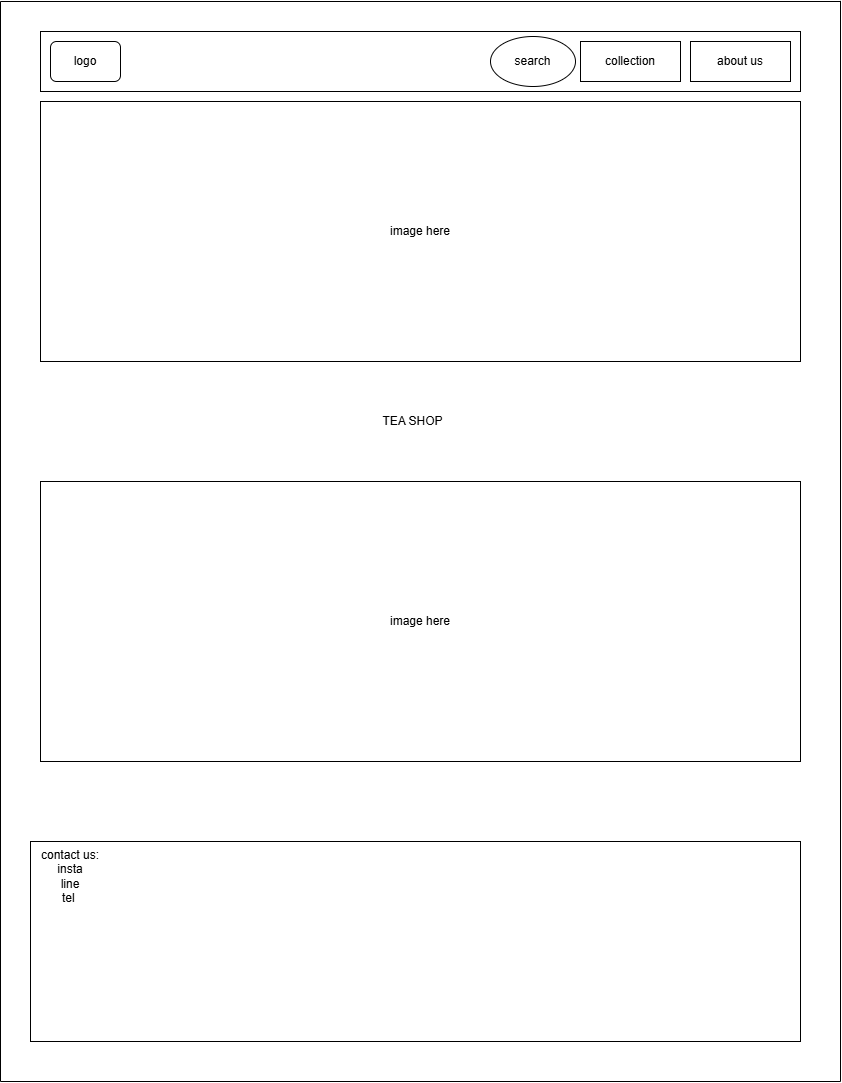 logo
search
collection
about us
image here
TEA SHOP
image here
contact us:
insta
line
tel